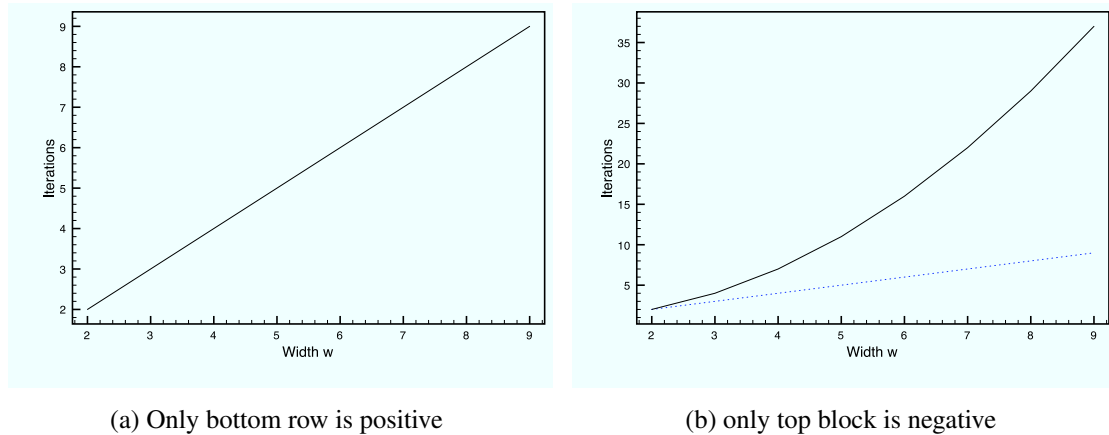 9
8
7
6
5
4
3
2
Iterations
2 3 4 5 6 7 8 9
Width w
(a) Only bottom row is positive
35
30
25
20
15
10
5
Iterations
2 3 4 5 6 7 8 9
Width w
(b) only top block is negative